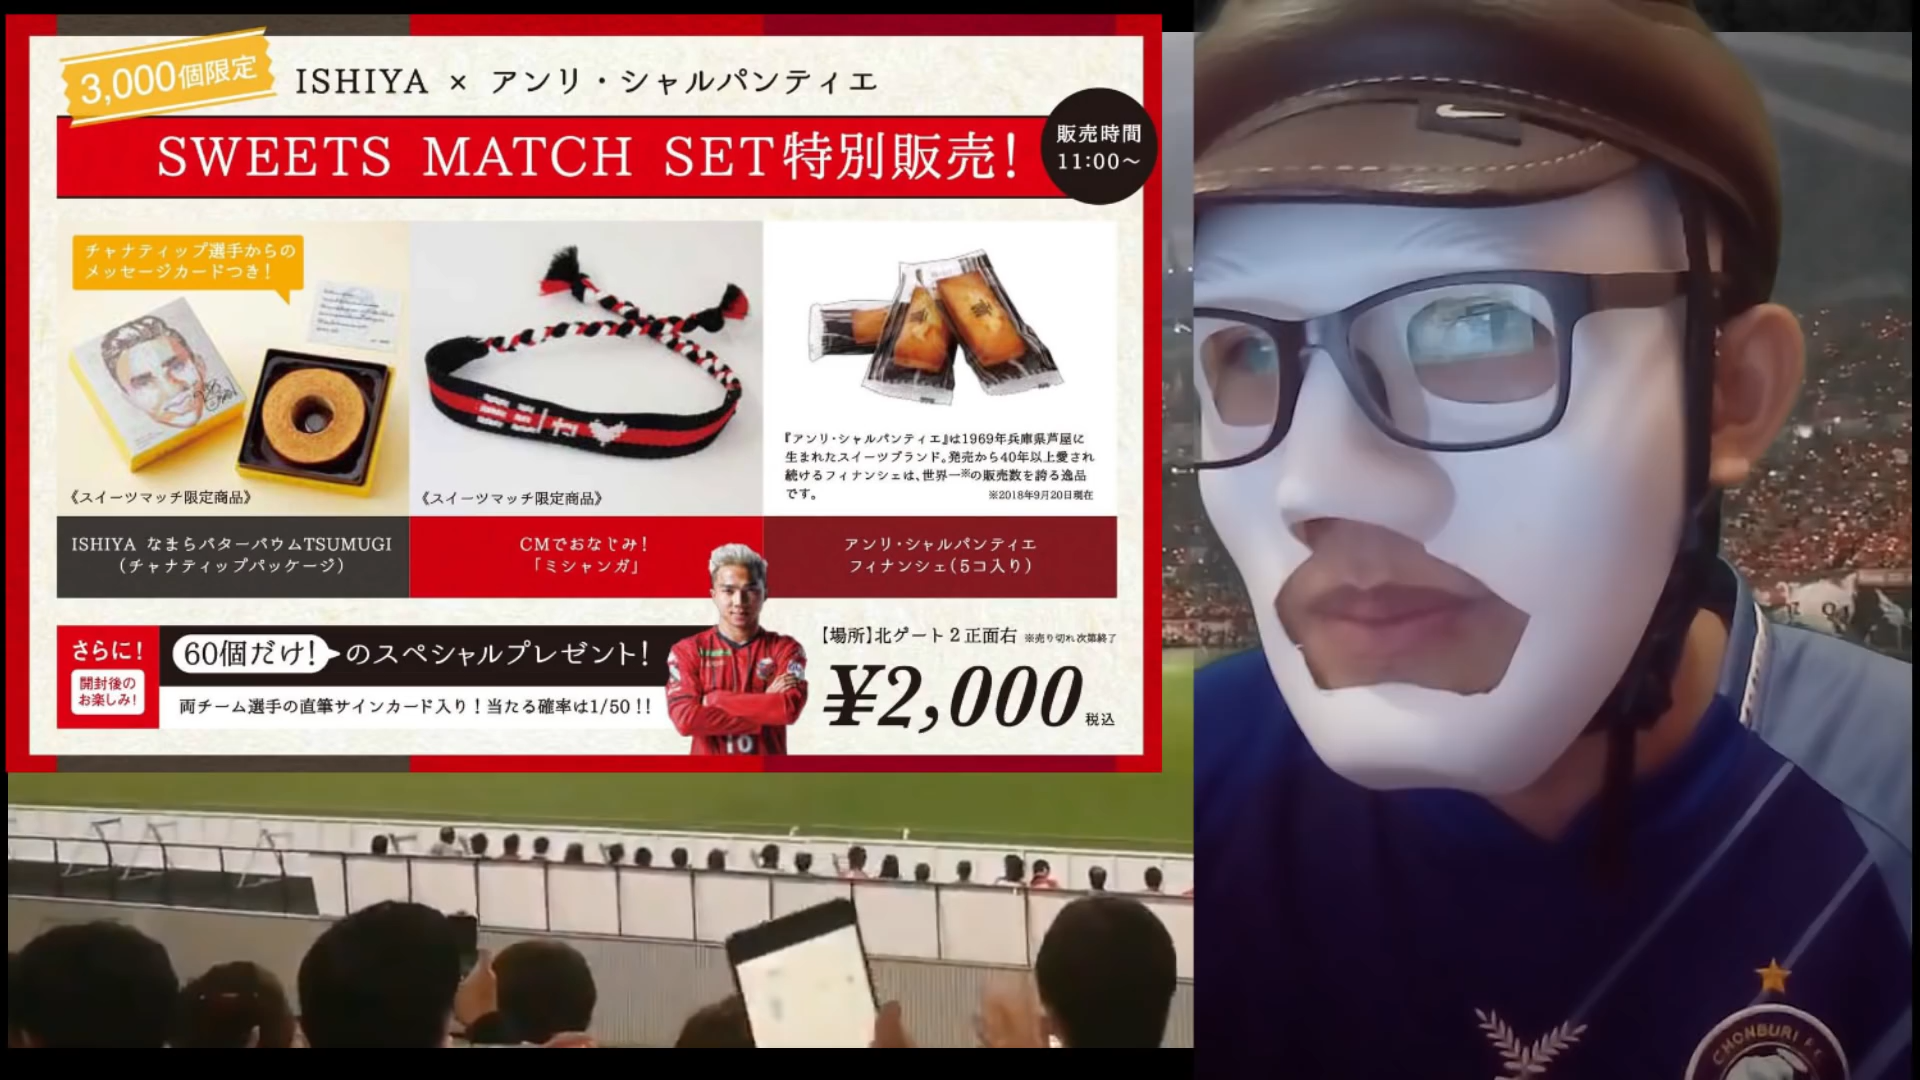 3,000個限定
ISHIYA × アンリ・シャルパンティエ
SWEETS MATCH SET特別販売!
販売時間
11:00～
チャナティップ選手からの
メッセージカードつき!
《スイーツマッチ限定商品》
ISHIYA なまらバターバウムTSUMUGI
（チャナティップパッケージ）
《スイーツマッチ限定商品》
CMでおなじみ!
「ミシャンガ」
『アンリ・シャルパンティエ』は1969年兵庫県芦屋に
生まれたスイーツブランド。発売から40年以上愛され
続けるフィナンシェは、世界一※の販売数を誇る逸品
です。
※2018年9月20日現在
アンリ・シャルパンティエ
フィナンシェ(5コ入り)
さらに!
開封後の
お楽しみ!
60個だけ!のスペシャルプレゼント!
両チーム選手の直筆サインカード入り!当たる確率は1/50!!
10
【場所】北ゲート2正面右 ※売り切れ次第終了
¥2,000 税込
CHONBURI F.C